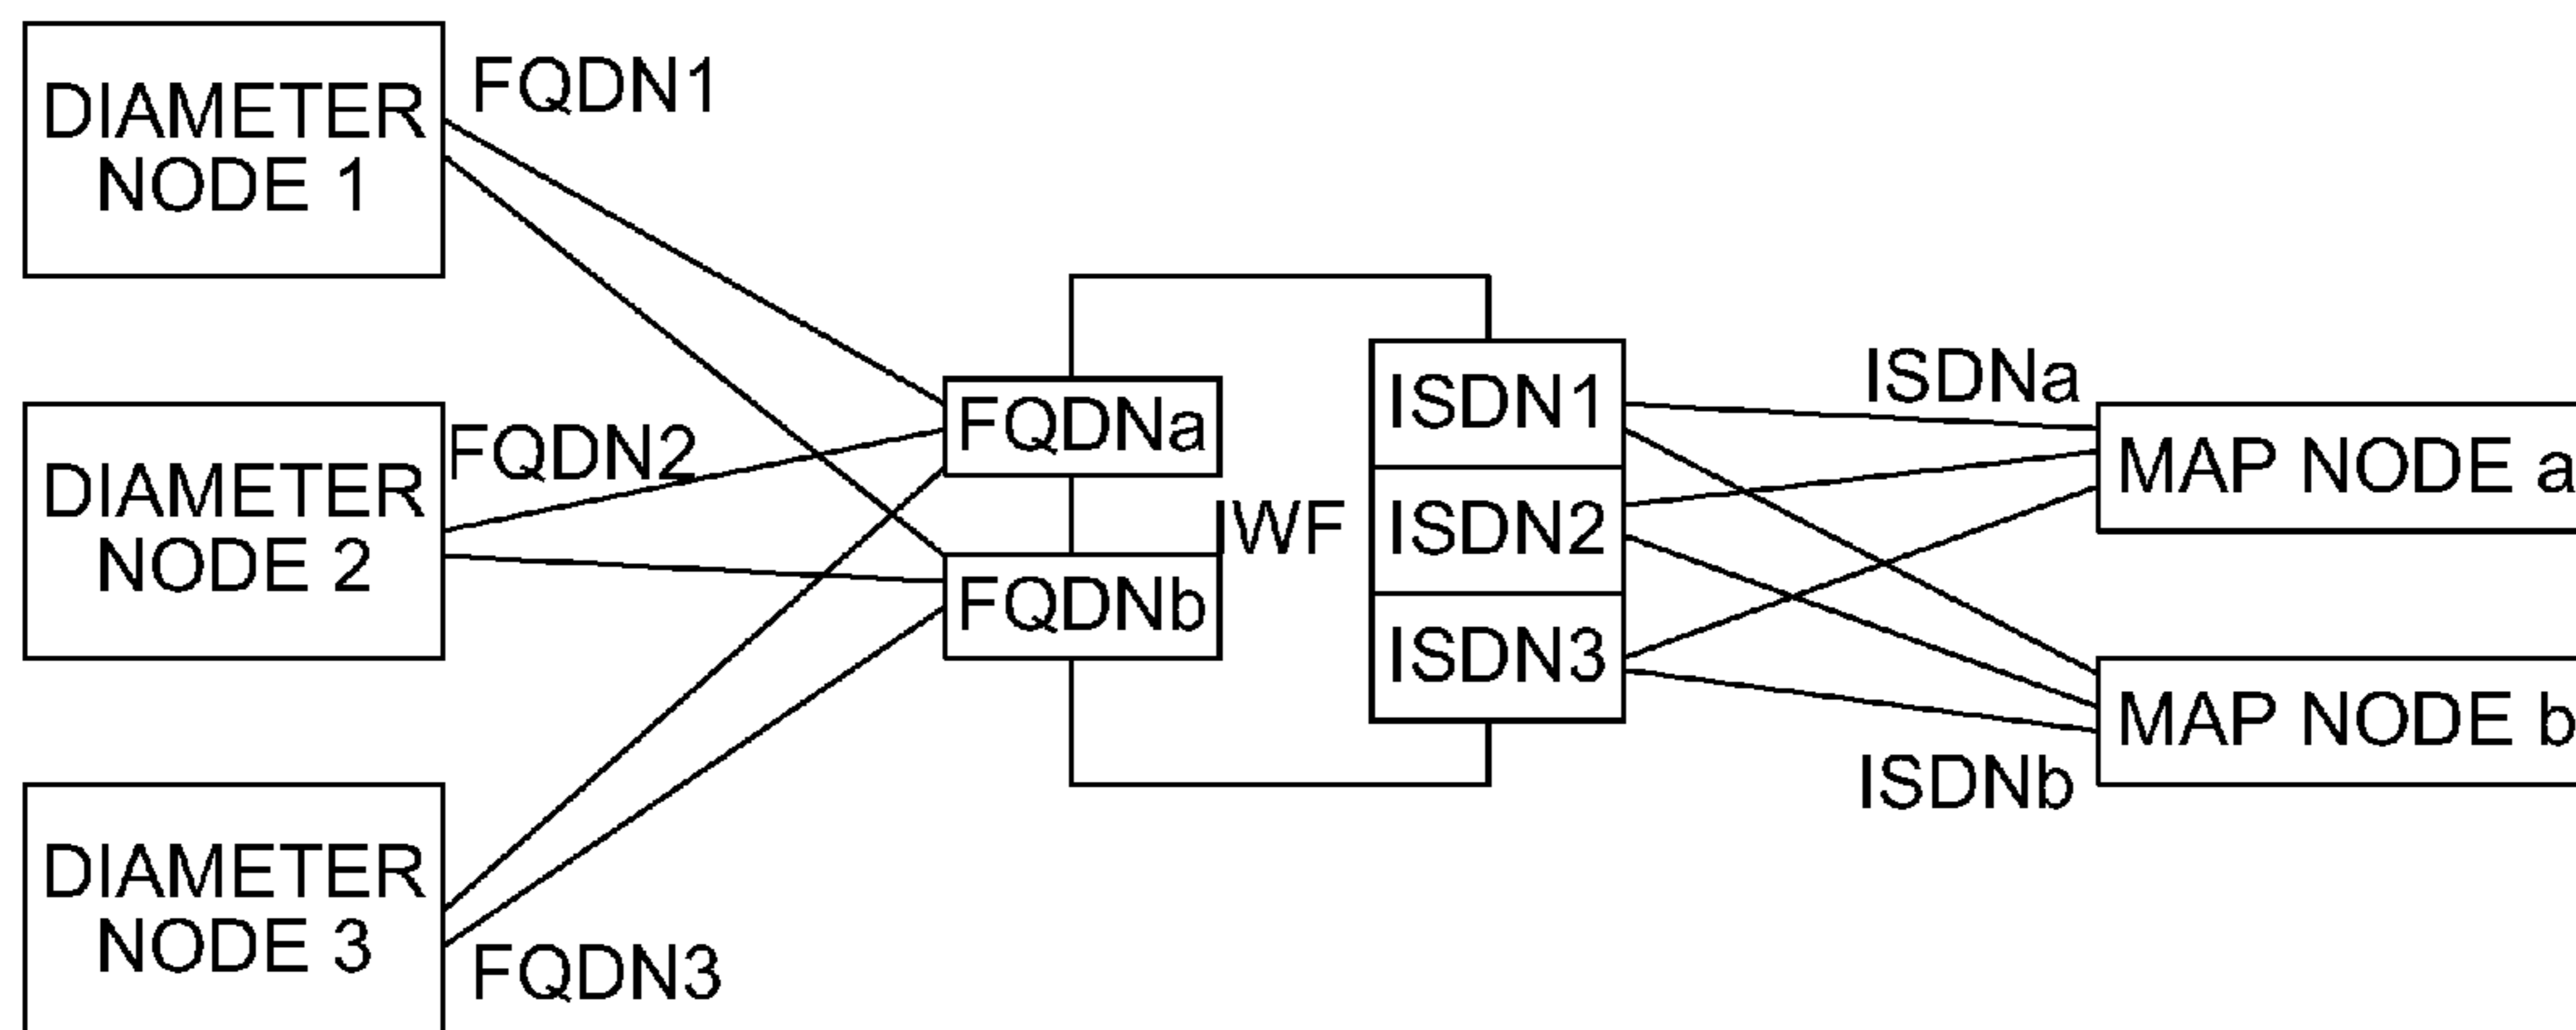 DIAMETER
NODE 1
FQDN1
DIAMETER
NODE 2
FQDN2
DIAMETER
NODE 3
FQDN3
FQDNa
FQDNb
IWF
ISDN1
ISDN2
ISDN3
ISDNa
MAP NODE a
MAP NODE b
ISDNb